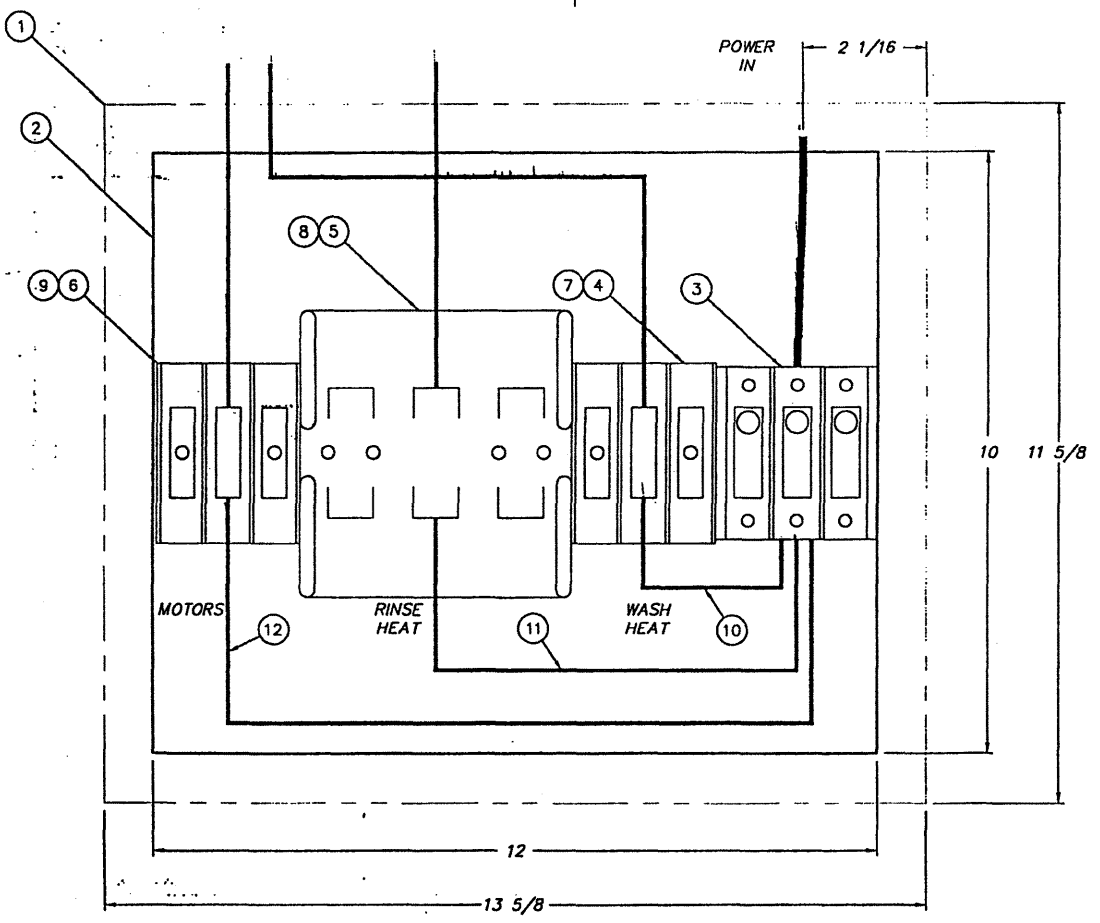 1
POWER
IN
2 1/16
2
8 5
9 6
7 4
3
10
11 5/8
MOTORS
RINSE
HEAT
WASH
HEAT
12
11
10
12
13 5/8